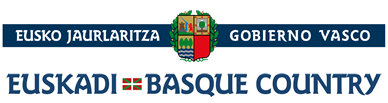 EUSKO JAURLARITZA GOBIERNO VASCO
EUSKADI BASQUE COUNTRY